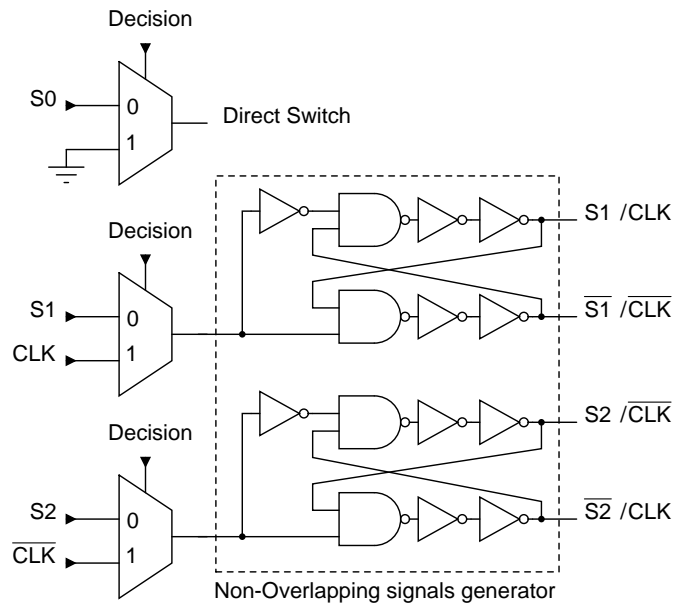 Decision
S0
0
1
Direct Switch
Decision
S1
0
CLK
1
S1 /CLK
S̅1̅ /C̅L̅K̅
Decision
S2
0
C̅L̅K̅
1
S2 /C̅L̅K̅
S̅2̅ /CLK
Non-Overlapping signals generator